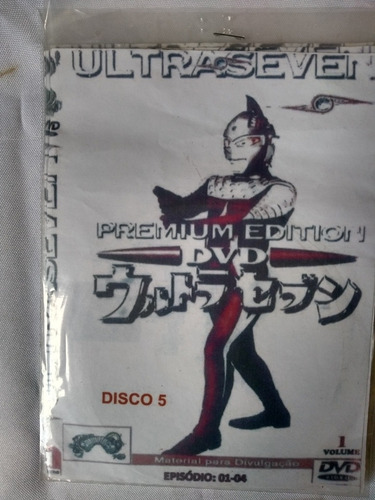 ULTRASEVEN
PREMIUM EDITION
DVD
ウルトラセブン
DISCO 5
1
VOLUME
Material para Divulgação
DVD
VIDEO
EPISÓDIO: 01-04